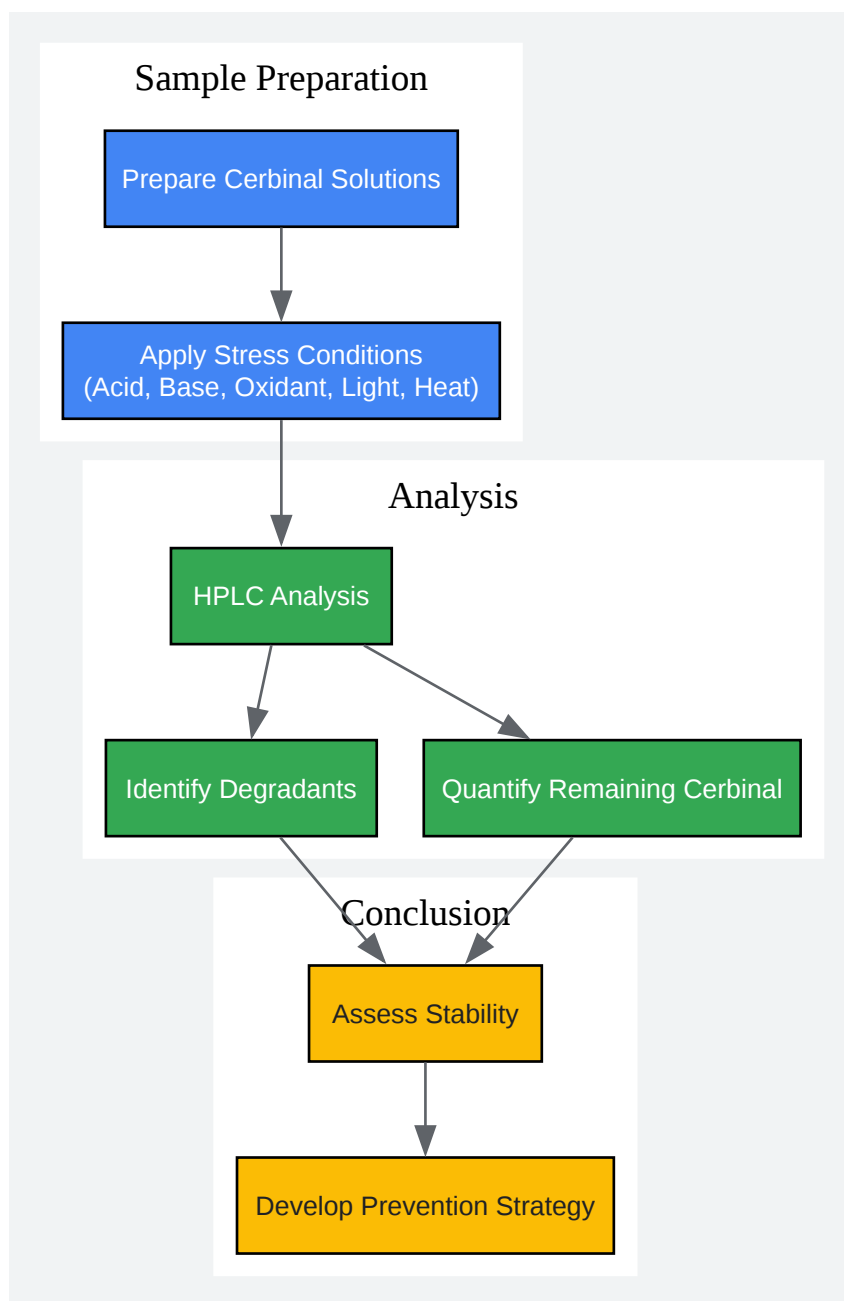 Sample Preparation
Prepare Cerbinal Solutions
Apply Stress Conditions
(Acid, Base, Oxidant, Light, Heat)
Analysis
HPLC Analysis
Identify Degradants
Quantify Remaining Cerbinal
Conclusion
Assess Stability
Develop Prevention Strategy